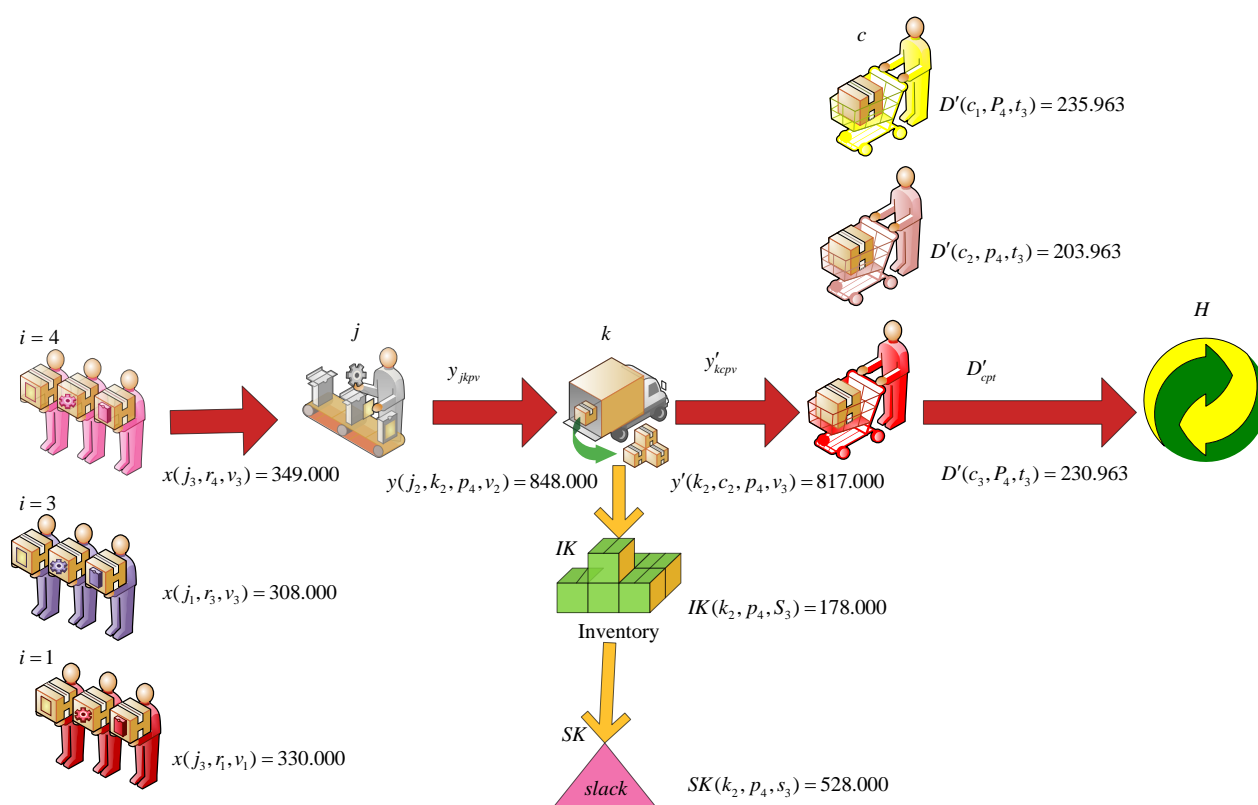 c
D′(c₁, P₄, t₃) = 235.963
D′(c₂, p₄, t₃) = 203.963
H
i = 4
j
k
y_jkpv
y′_kcpv
D′_cpt
x(j₃, r₄, v₃) = 349.000
y(j₂, k₂, p₄, v₂) = 848.000
y′(k₂, c₂, p₄, v₃) = 817.000
D′(c₃, P₄, t₃) = 230.963
i = 3
IK
x(j₁, r₃, v₃) = 308.000
IK(k₂, p₄, S₃) = 178.000
Inventory
i = 1
SK
x(j₃, r₁, v₁) = 330.000
slack
SK(k₂, p₄, s₃) = 528.000